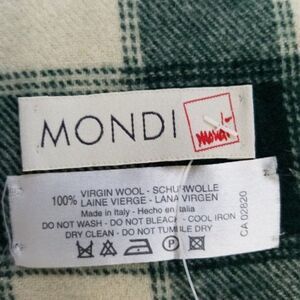 MONDI
mondi
100% VIRGIN WOOL - SCHURWOLLE
LAINE VIERGE - LANA VIRGEN
Made in Italy - Hecho en Italia
DO NOT WASH - DO NOT BLEACH - COOL IRON
DRY CLEAN - DO NOT TUMBLE DRY
CA 02820